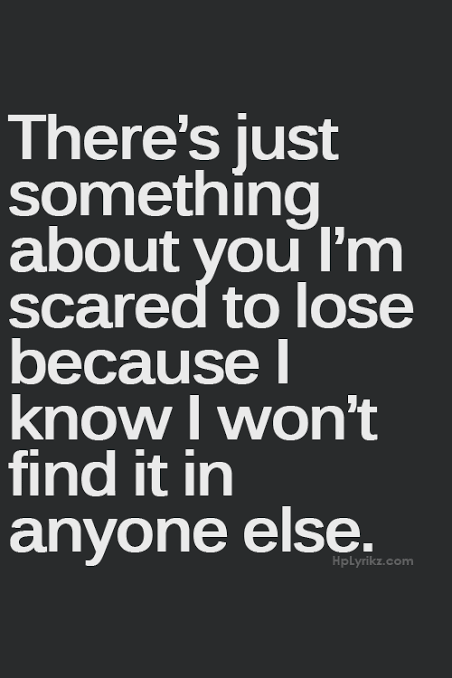 There’s just
something
about you I’m
scared to lose
because I
know I won’t
find it in
anyone else.
HpLyrikz.com